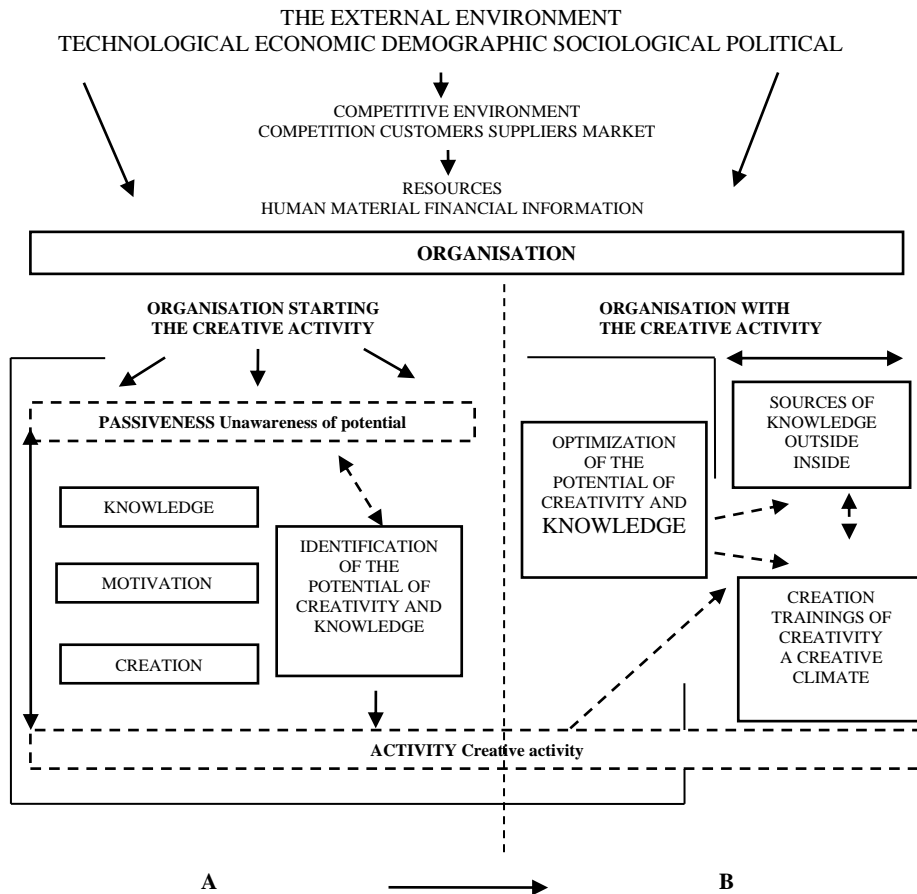 THE EXTERNAL ENVIRONMENT
TECHNOLOGICAL ECONOMIC DEMOGRAPHIC SOCIOLOGICAL POLITICAL
COMPETITIVE ENVIRONMENT
COMPETITION CUSTOMERS SUPPLIERS MARKET
RESOURCES
HUMAN MATERIAL FINANCIAL INFORMATION
ORGANISATION
ORGANISATION STARTING
THE CREATIVE ACTIVITY
PASSIVENESS Unawareness of potential
KNOWLEDGE
MOTIVATION
CREATION
IDENTIFICATION
OF THE
POTENTIAL OF
CREATIVITY AND
KNOWLEDGE
ORGANISATION WITH
THE CREATIVE ACTIVITY
OPTIMIZATION
OF THE
POTENTIAL OF
CREATIVITY AND
KNOWLEDGE
SOURCES OF
KNOWLEDGE
OUTSIDE
INSIDE
CREATION
TRAININGS OF
CREATIVITY
A CREATIVE
CLIMATE
ACTIVITY Creative activity
A
B